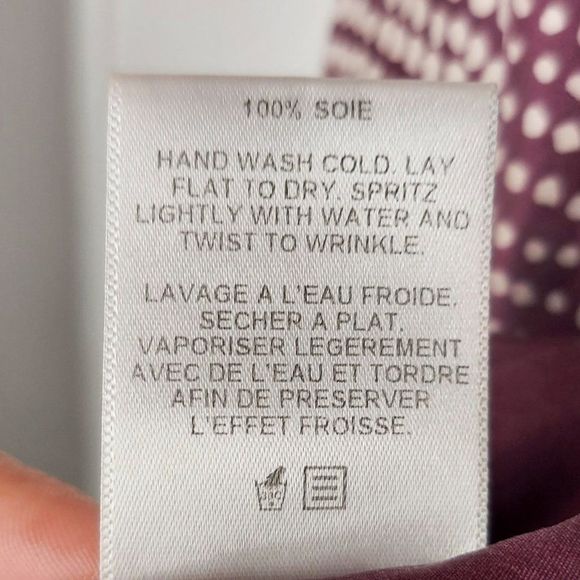 100% SOIE
HAND WASH COLD. LAY
FLAT TO DRY. SPRITZ
LIGHTLY WITH WATER AND
TWIST TO WRINKLE.
LAVAGE A L'EAU FROIDE.
SECHER A PLAT.
VAPORISER LEGEREMENT
AVEC DE L'EAU ET TORDRE
AFIN DE PRESERVER
L'EFFET FROISSE.
30C